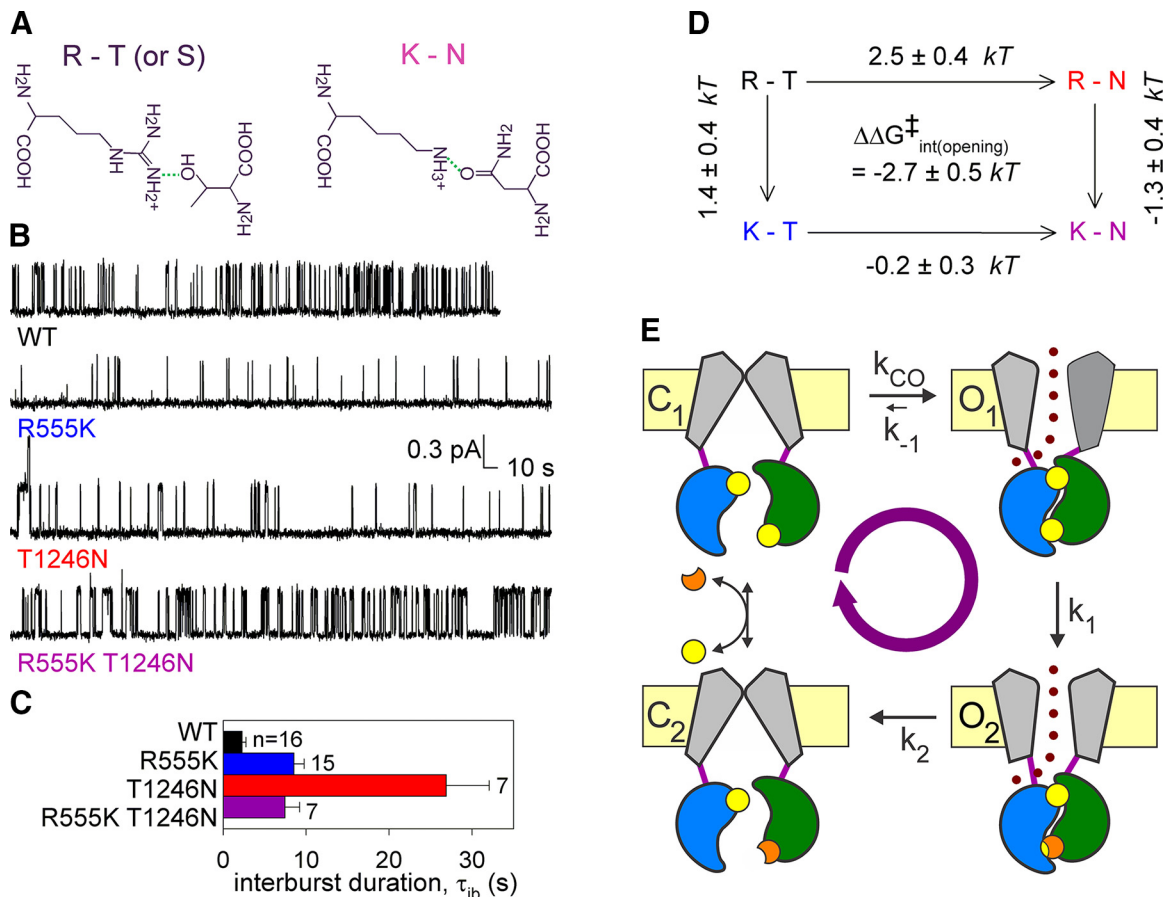 A
R - T (or S)
K - N
H2N
COOH
NH
H2N
NH2+
OH
COOH
H2N
H2N
COOH
NH3+
O
NH2
COOH
H2N
B
WT
R555K
0.3 pA
10 s
T1246N
R555K T1246N
C
WT
n=16
R555K
15
T1246N
7
R555K T1246N
7
0 10 20 30
interburst duration, τib (s)
D
2.5 ± 0.4 kT
R - T
R - N
1.4 ± 0.4 kT
ΔΔG‡int(opening)
= -2.7 ± 0.5 kT
-1.3 ± 0.4 kT
K - T
K - N
-0.2 ± 0.3 kT
E
C1
kCO
k-1
O1
k1
C2
k2
O2